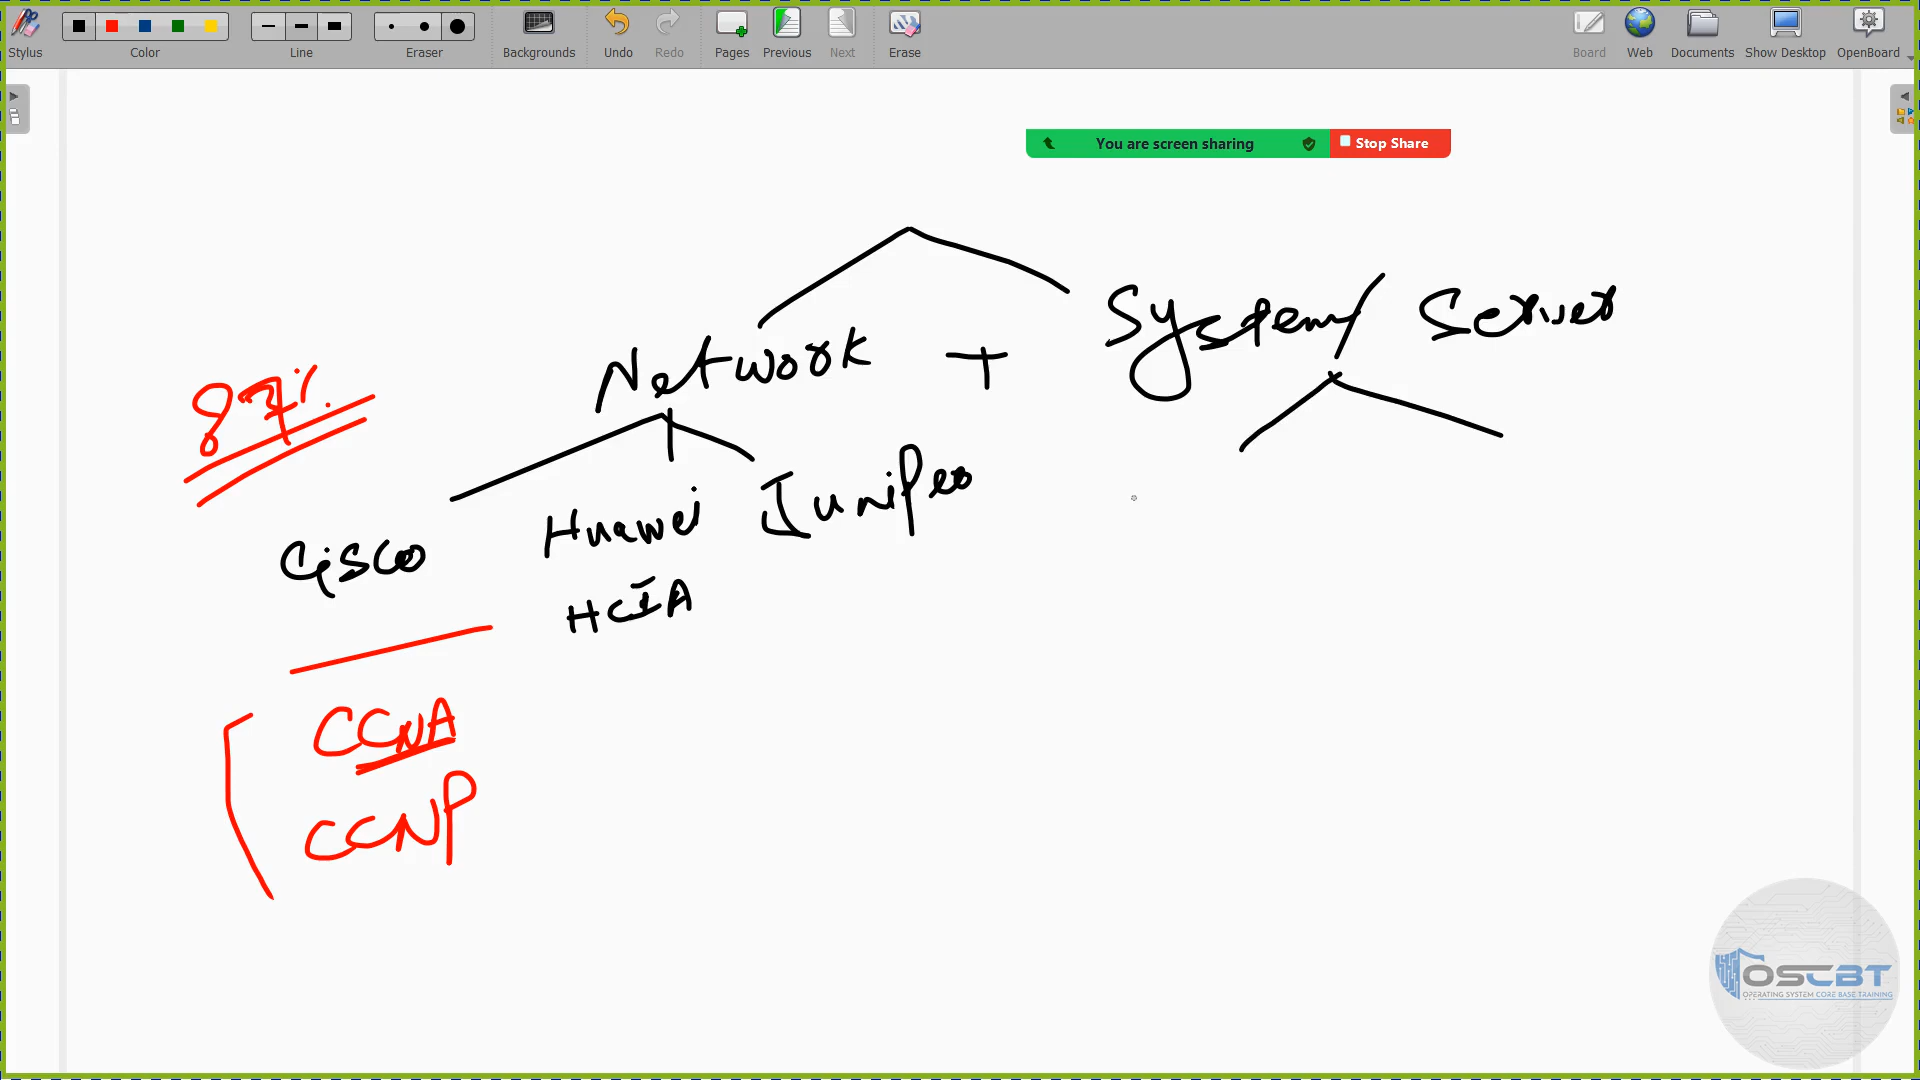 Stylus
Color
Line
Eraser
Backgrounds
Undo
Redo
Pages
Previous
Next
Erase
Board
Web
Documents
Show Desktop
OpenBoard
You are screen sharing
Stop Share
Network + System/ Server
87%.
Cisco Huawei Juniper
HCIA
CCNA
CCNP
OSCBT
OPERATING SYSTEM CORE BASE TRAINING